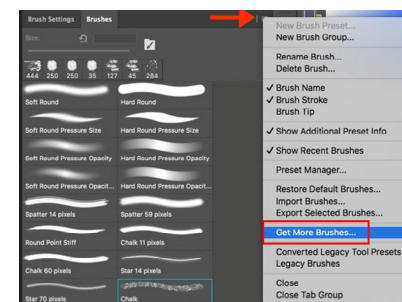 Brush Settings Brushes
Size:
444 250 250 35 127 45 284
Soft Round Hard Round
Soft Round Pressure Size Hard Round Pressure Size
Soft Round Pressure Opacity Hard Round Pressure Opacity
Soft Round Pressure Opacit... Hard Round Pressure Opacit...
Spatter 14 pixels Spatter 59 pixels
Round Point Stiff Chalk 11 pixels
Chalk 60 pixels Star 14 pixels
Star 70 pixels Chalk
New Brush Preset...
New Brush Group...
Rename Brush...
Delete Brush...
✓ Brush Name
✓ Brush Stroke
Brush Tip
✓ Show Additional Preset Info
✓ Show Recent Brushes
Preset Manager...
Restore Default Brushes...
Import Brushes...
Export Selected Brushes...
Get More Brushes...
Converted Legacy Tool Presets
Legacy Brushes
Close
Close Tab Group